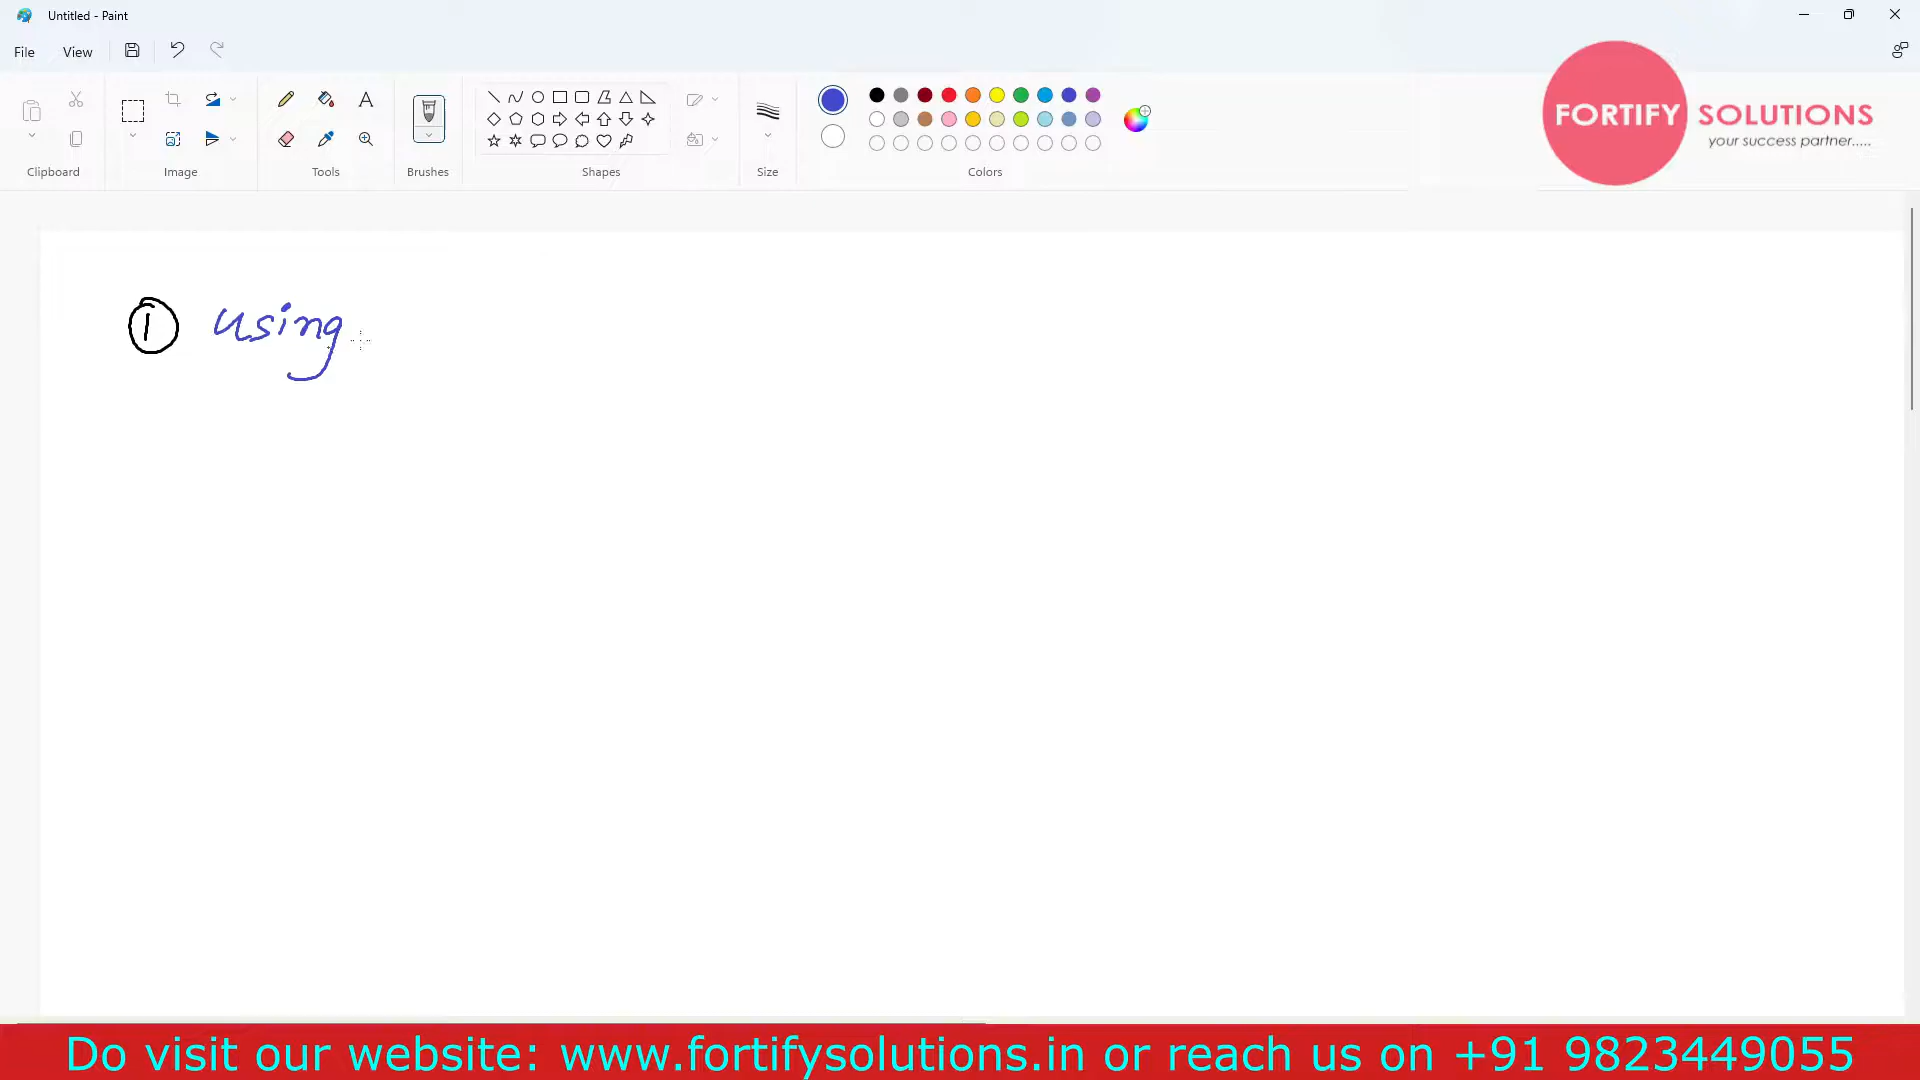 Untitled - Paint
File View
FORTIFY SOLUTIONS
your success partner.....
A
Clipboard Image Tools Brushes Shapes Size Colors
① Using
Do visit our website: www.fortifysolutions.in or reach us on +91 9823449055